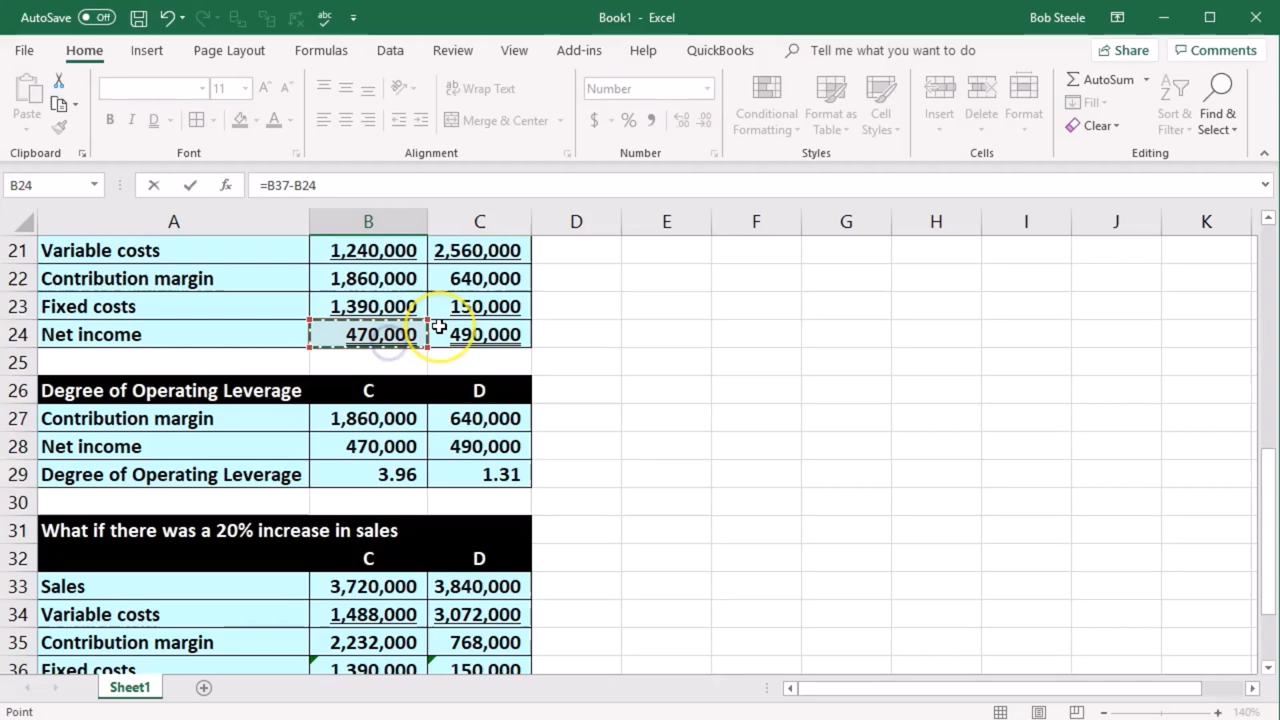 AutoSave Off abc Book1 - Excel Bob Steele
File Home Insert Page Layout Formulas Data Review View Add-ins Help QuickBooks Tell me what you want to do Share Comments
11 A A Wrap Text Number AutoSum
Paste B I D A Merge & Center $ % Conditional Formatting Format as Table Cell Styles Insert Delete Format Fill Clear Sort & Filter Find & Select
Clipboard Font Alignment Number Styles Cells Editing
B24 fx =B37-B24
A B C D E F G H I J K
21 Variable costs 1,240,000 2,560,000
22 Contribution margin 1,860,000 640,000
23 Fixed costs 1,390,000 150,000
24 Net income 470,000 490,000
25
26 Degree of Operating Leverage C D
27 Contribution margin 1,860,000 640,000
28 Net income 470,000 490,000
29 Degree of Operating Leverage 3.96 1.31
30
31 What if there was a 20% increase in sales
32 C D
33 Sales 3,720,000 3,840,000
34 Variable costs 1,488,000 3,072,000
35 Contribution margin 2,232,000 768,000
36 Fixed costs 1,390,000 150,000
Sheet1
Point 140%